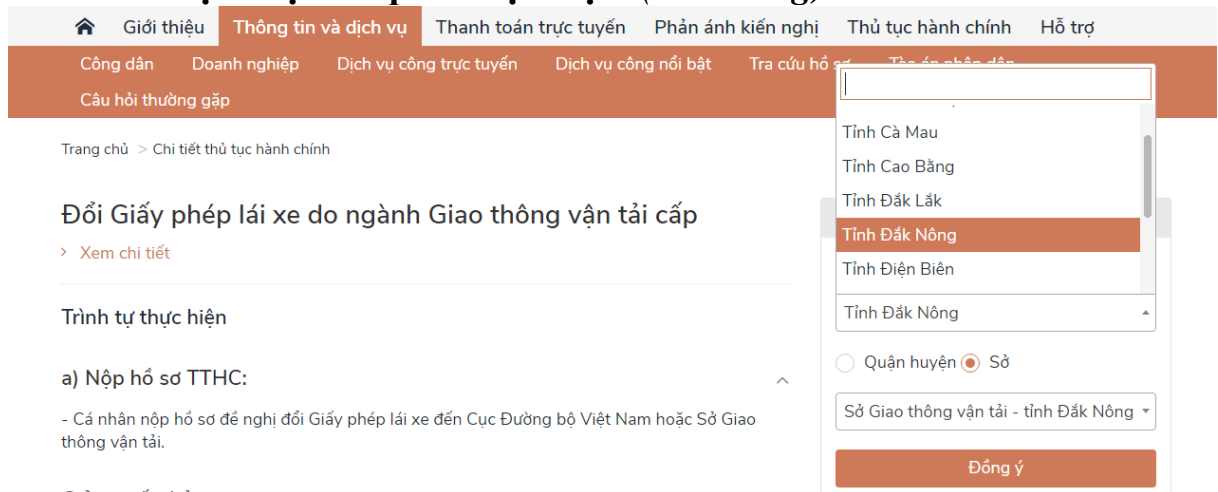 Giới thiệu Thông tin và dịch vụ Thanh toán trực tuyến Phản ánh kiến nghị Thủ tục hành chính Hỗ trợ
Công dân Doanh nghiệp Dịch vụ công trực tuyến Dịch vụ công nổi bật Tra cứu hồ
Câu hỏi thường gặp
Trang chủ > Chi tiết thủ tục hành chính
Đổi Giấy phép lái xe do ngành Giao thông vận tải cấp
> Xem chi tiết
Trình tự thực hiện
a) Nộp hồ sơ TTHC:
- Cá nhân nộp hồ sơ đề nghị đổi Giấy phép lái xe đến Cục Đường bộ Việt Nam hoặc Sở Giao
thông vận tải.
Tỉnh Cà Mau
Tỉnh Cao Bằng
Tỉnh Đắk Lắk
Tỉnh Đắk Nông
Tỉnh Điện Biên
Tỉnh Đắk Nông
Quận huyện Sở
Sở Giao thông vận tải - tỉnh Đắk Nông
Đồng ý